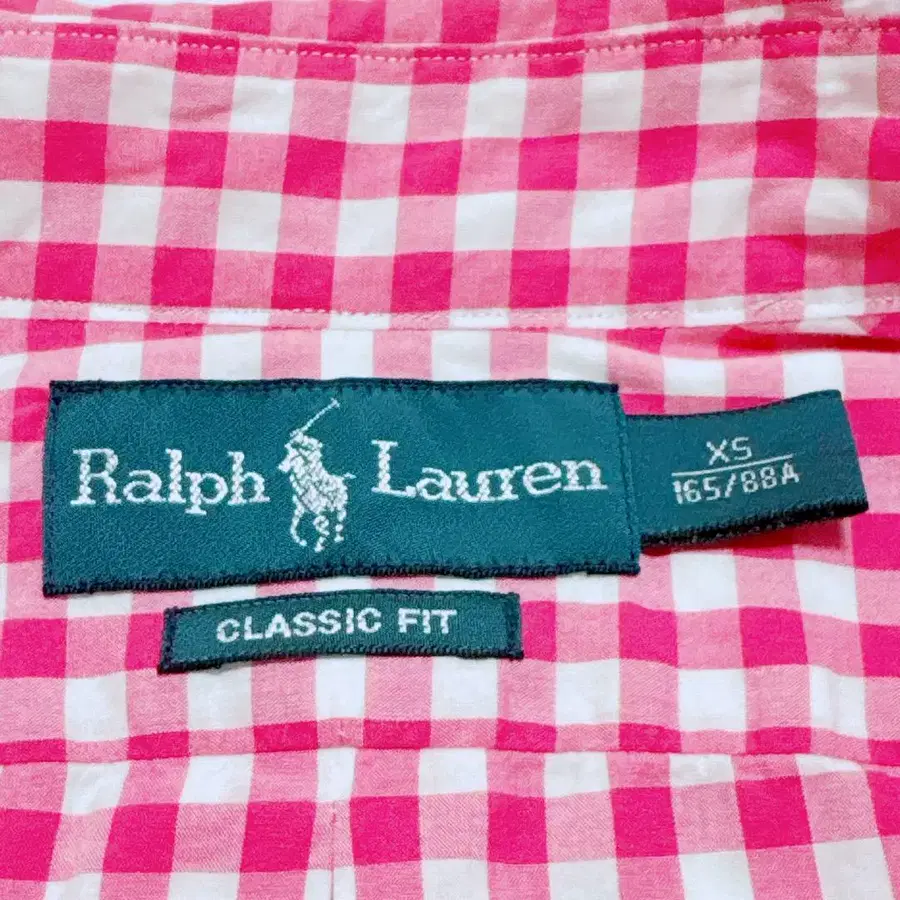 Ralph Lauren
XS
165/88A
CLASSIC FIT